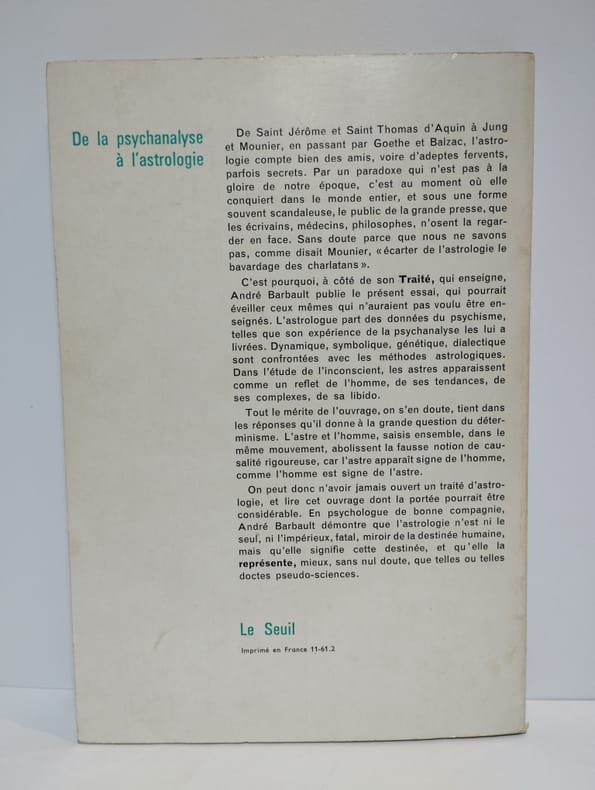 De la psychanalyse
à l'astrologie
De Saint Jérôme et Saint Thomas d'Aquin à Jung
et Mounier, en passant par Goethe et Balzac, l'astro-
logie compte bien des amis, voire d'adeptes fervents,
parfois secrets. Par un paradoxe qui n'est pas à la
gloire de notre époque, c'est au moment où elle
conquiert dans le monde entier, et sous une forme
souvent scandaleuse, le public de la grande presse, que
les écrivains, médecins, philosophes, n'osent la regar-
der en face. Sans doute parce que nous ne savons
pas, comme disait Mounier, «écarter de l'astrologie le
bavardage des charlatans».
C'est pourquoi, à côté de son Traité, qui enseigne,
André Barbault publie le présent essai, qui pourrait
éveiller ceux mêmes qui n'auraient pas voulu être en-
seignés. L'astrologue part des données du psychisme,
telles que son expérience de la psychanalyse les lui a
livrées. Dynamique, symbolique, génétique, dialectique
sont confrontées avec les méthodes astrologiques.
Dans l'étude de l'inconscient, les astres apparaissent
comme un reflet de l'homme, de ses tendances, de
ses complexes, de sa libido.
Tout le mérite de l'ouvrage, on s'en doute, tient dans
les réponses qu'il donne à la grande question du déter-
minisme. L'astre et l'homme, saisis ensemble, dans le
même mouvement, abolissent la fausse notion de cau-
salité rigoureuse, car l'astre apparaît signe de l'homme,
comme l'homme est signe de l'astre.
On peut donc n'avoir jamais ouvert un traité d'astro-
logie, et lire cet ouvrage dont la portée pourrait être
considérable. En psychologue de bonne compagnie,
André Barbault démontre que l'astrologie n'est ni le
seul, ni l'impérieux, fatal, miroir de la destinée humaine,
mais qu'elle signifie cette destinée, et qu'elle la
représente, mieux, sans nul doute, que telles ou telles
doctes pseudo-sciences.
Le Seuil
Imprimé en France 11-61.2